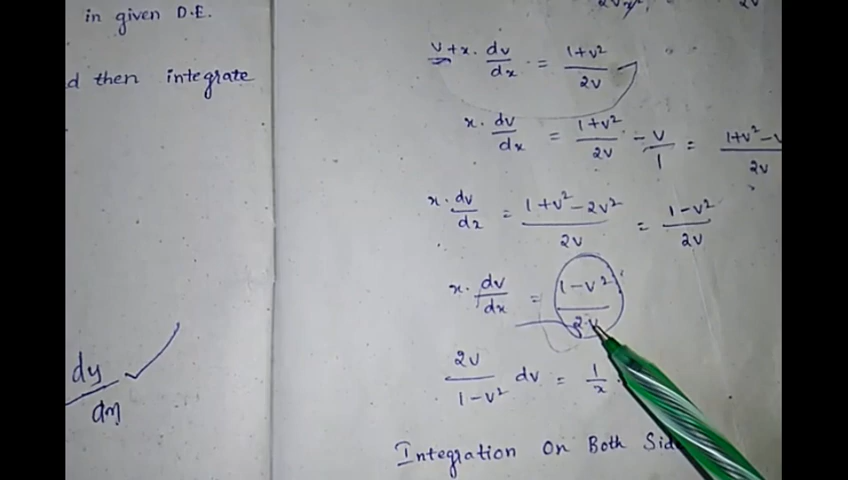 in given D.E.
d then integrate
dy/dx
v + x . dv/dx = 1+v²/2v
x . dv/dx = 1+v²/2v - v/1 = 1+v²-v/2v
x . dv/dx = 1+v²-2v²/2v = 1-v²/2v
x . dv/dx = 1-v²/2v
2v/1-v² dv = 1/x
Integration On Both Sid